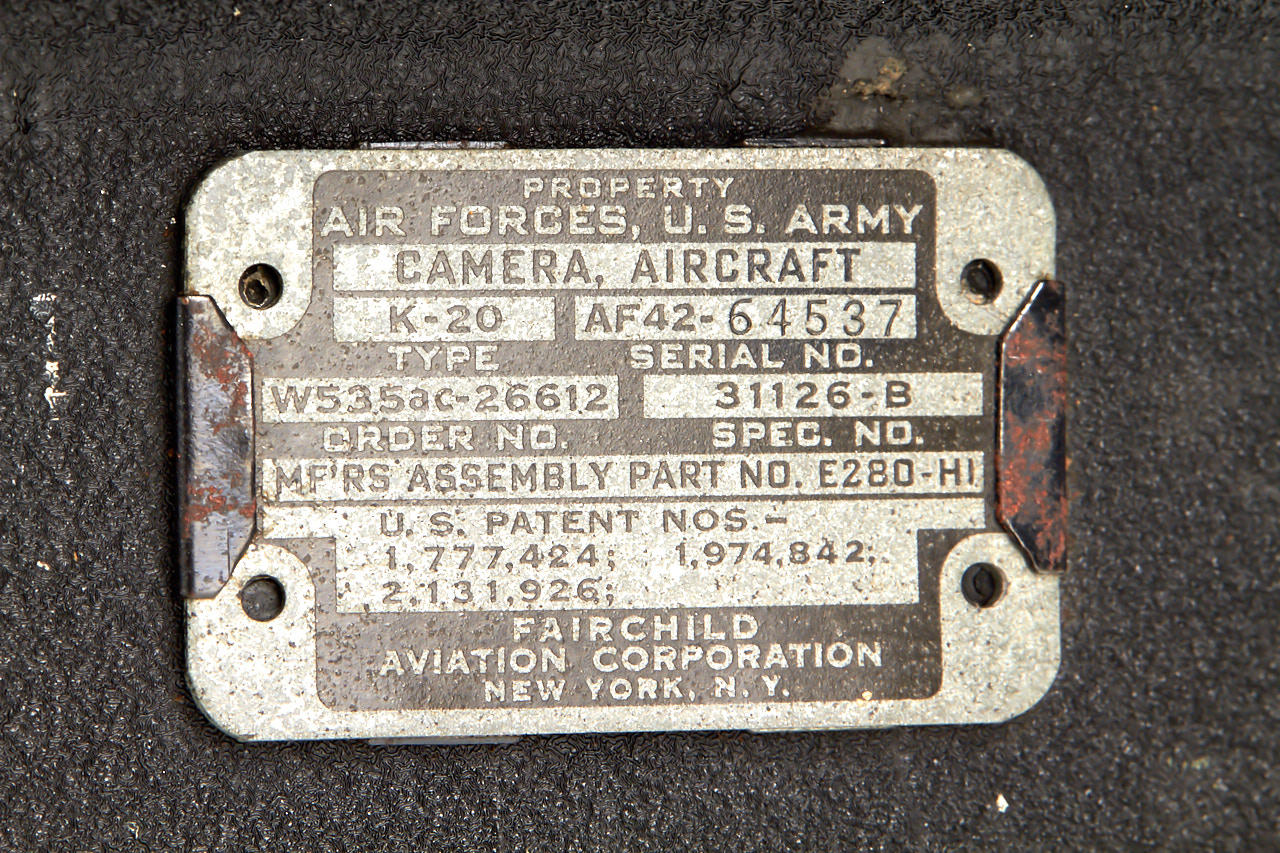 PROPERTY
AIR FORCES, U. S. ARMY
CAMERA, AIRCRAFT
K-20 AF42-64537
TYPE SERIAL NO.
W535ac-26612 31126-B
ORDER NO. SPEC. NO.
MF'RS ASSEMBLY PART NO. E280-H1
U. S. PATENT NOS.-
1,777,424; 1,974,842;
2,131,926;
FAIRCHILD
AVIATION CORPORATION
NEW YORK, N. Y.